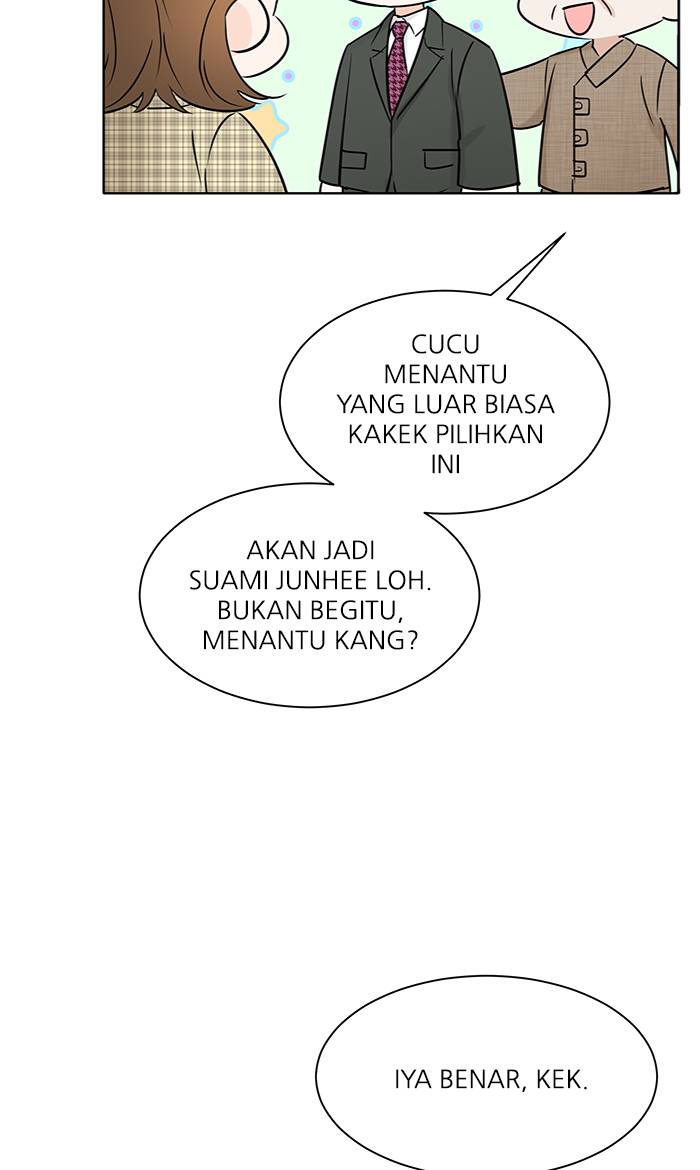 CUCU
MENANTU
YANG LUAR BIASA
KAKEK PILIHKAN
INI
AKAN JADI
SUAMI JUNHEE LOH.
BUKAN BEGITU,
MENANTU KANG?
IYA BENAR, KEK.